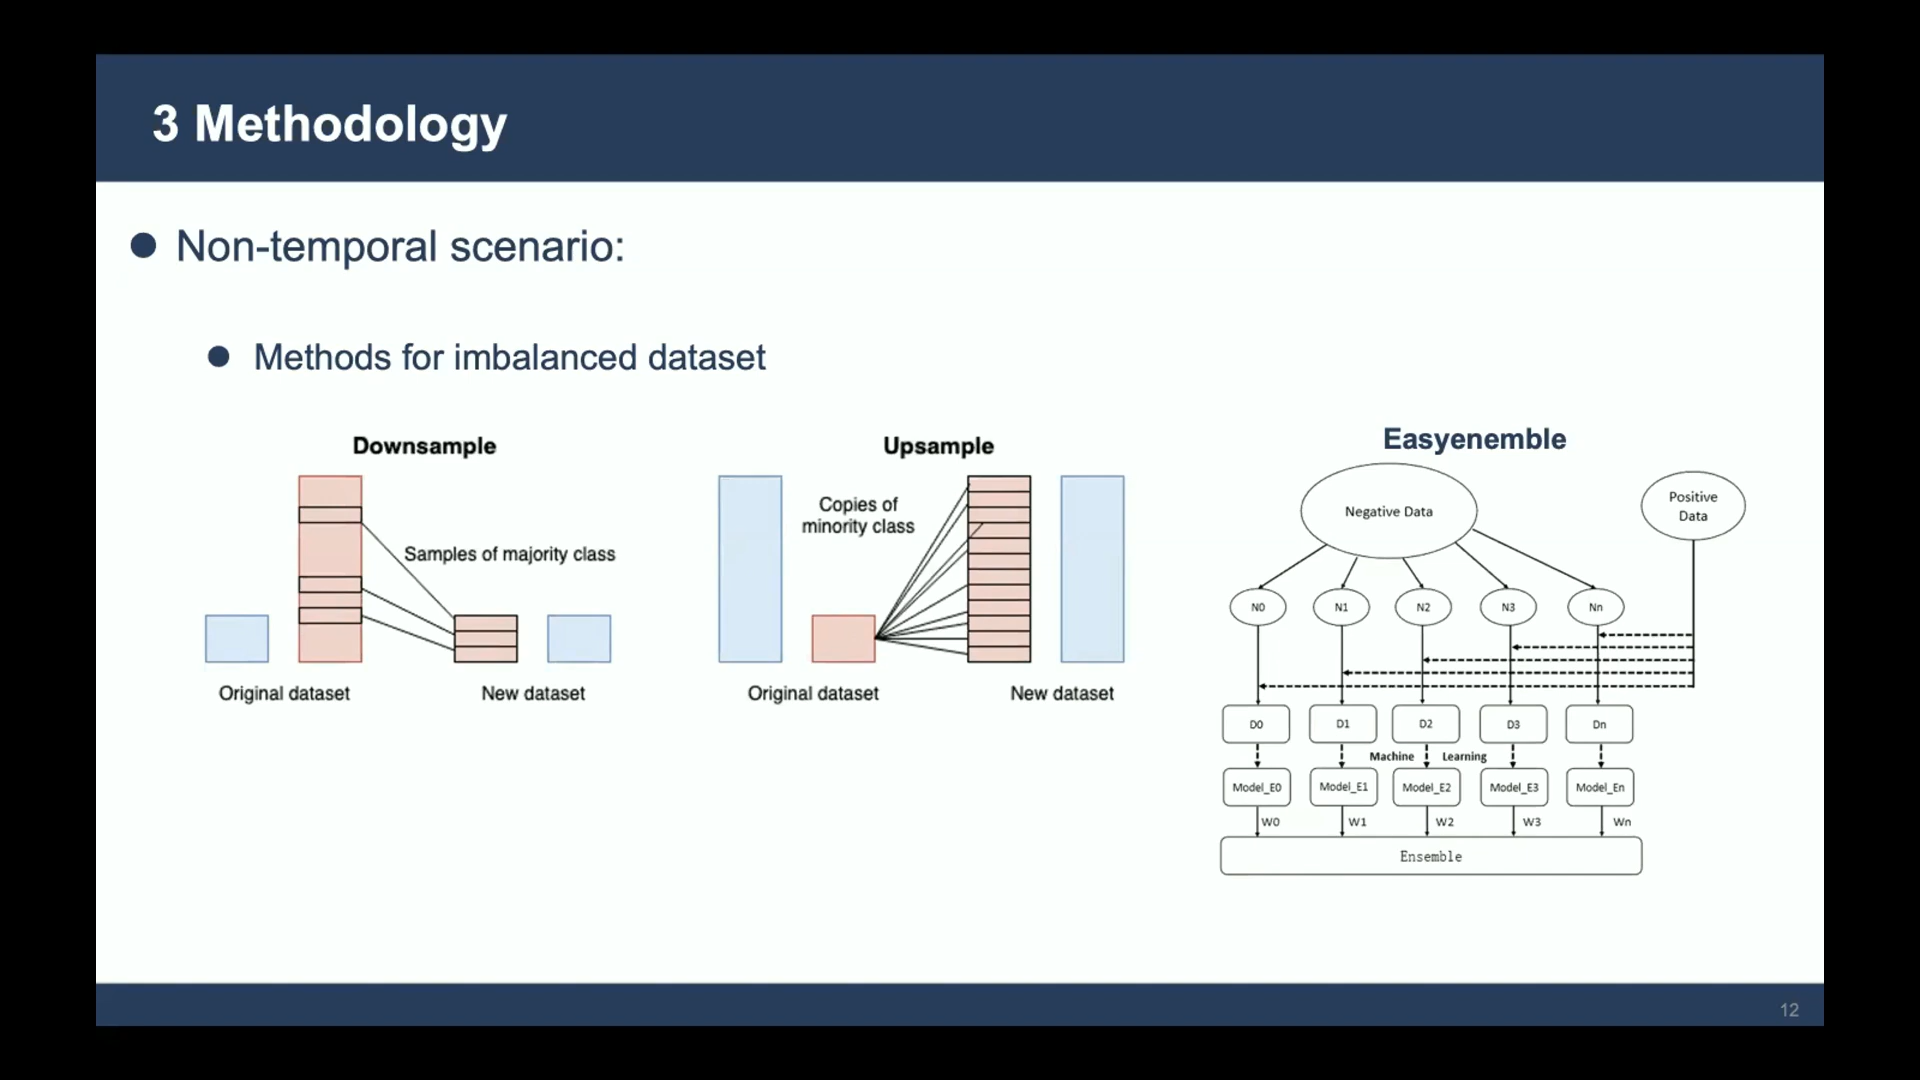 3 Methodology
Non-temporal scenario:
Methods for imbalanced dataset
Downsample
Samples of majority class
Original dataset
New dataset
Upsample
Copies of
minority class
Original dataset
New dataset
Easyenemble
Negative Data
Positive
Data
N0 N1 N2 N3 Nn
D0 D1 D2 D3 Dn
Machine Learning
Model_E0 Model_E1 Model_E2 Model_E3 Model_En
W0 W1 W2 W3 Wn
Ensemble
12